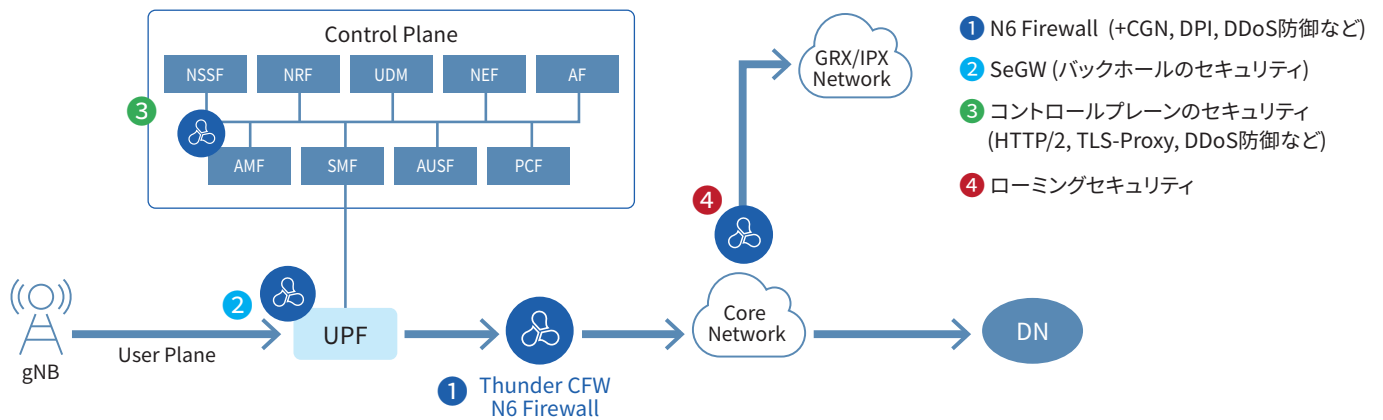 Control Plane
NSSF
NRF
UDM
NEF
AF
3
AMF
SMF
AUSF
PCF
GRX/IPX
Network
1 N6 Firewall (+CGN, DPI, DDoS防御など)
2 SeGW (バックホールのセキュリティ)
3 コントロールプレーンのセキュリティ
(HTTP/2, TLS-Proxy, DDoS防御など)
4 ローミングセキュリティ
4
2
gNB
User Plane
UPF
1 Thunder CFW
N6 Firewall
Core
Network
DN